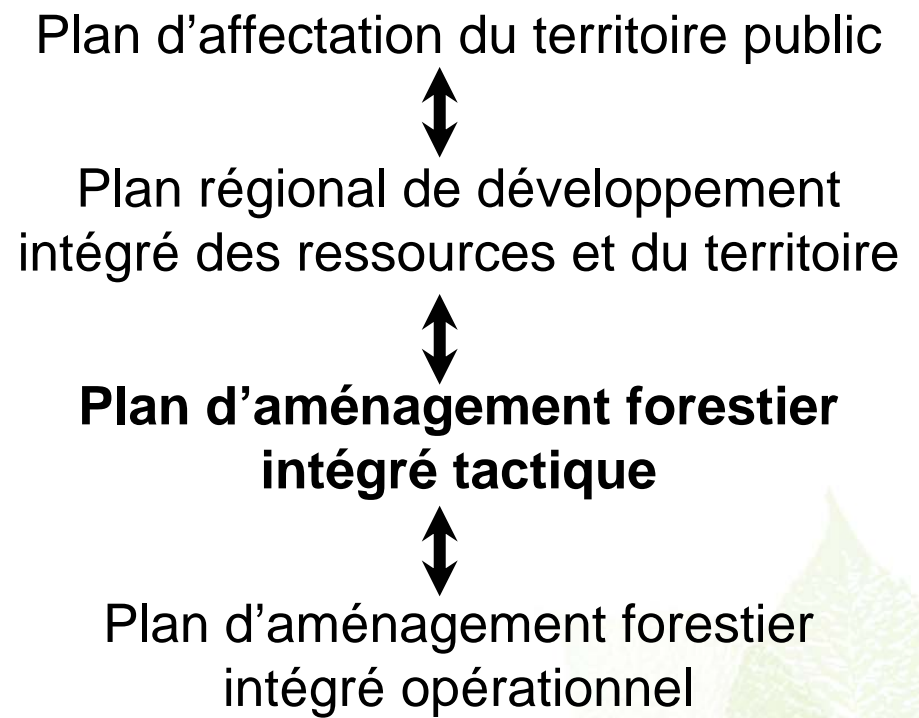 Plan d’affectation du territoire public
Plan régional de développement
intégré des ressources et du territoire
Plan d’aménagement forestier
intégré tactique
Plan d’aménagement forestier
intégré opérationnel